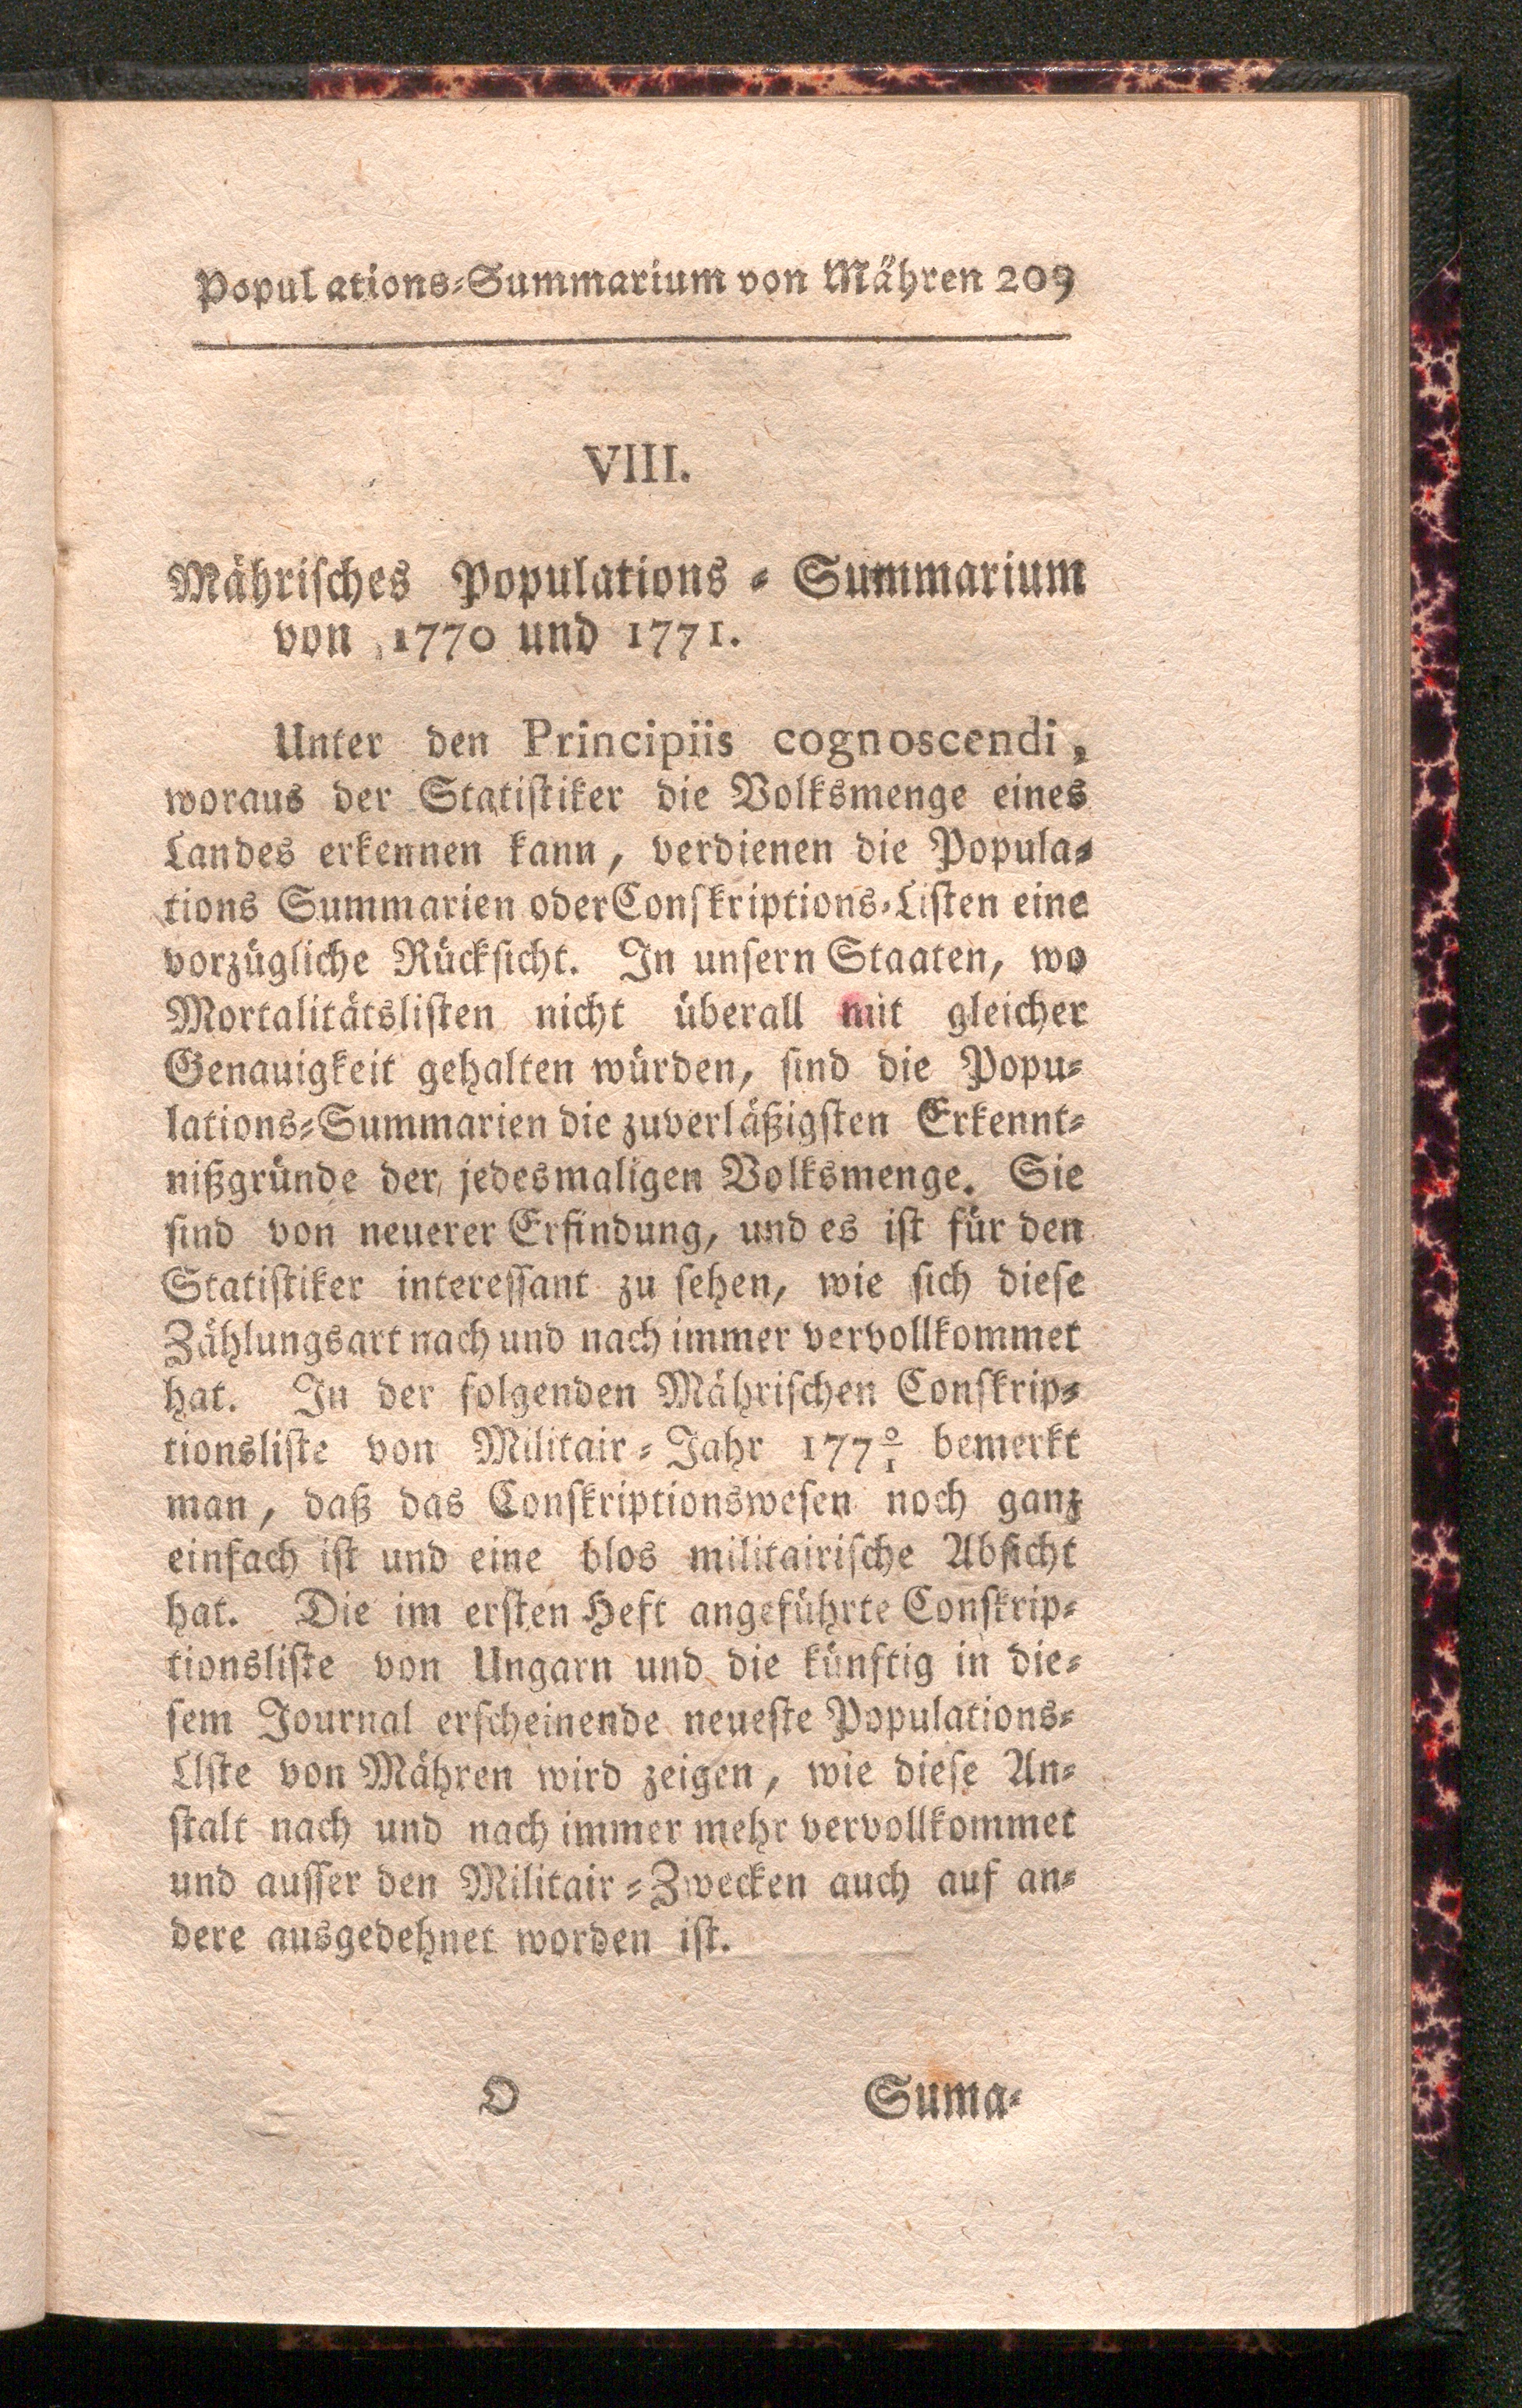 Populations-Summarium von Mähren 209
VIII.
Mährisches Populations-Summarium
von 1770 und 1771.
Unter den Principiis cognoscendi,
woraus der Statistiker die Volksmenge eines
Landes erkennen kann, verdienen die Popula-
tions Summarien oder Conskriptions-Listen eine
vorzügliche Rücksicht. In unsern Staaten, wo
Mortalitätslisten nicht überall mit gleicher
Genauigkeit gehalten würden, sind die Popu-
lations-Summarien die zuverläßigsten Erkennt-
nißgründe der jedesmaligen Volksmenge. Sie
sind von neuerer Erfindung, und es ist für den
Statistiker interessant zu sehen, wie sich diese
Zählungsart nach und nach immer vervollkommet
hat. In der folgenden Mährischen Conskrip-
tionsliste von Militair-Jahr 177 0/1 bemerkt
man, daß das Conskriptionswesen noch ganz
einfach ist und eine blos militairische Absicht
hat. Die im ersten Heft angeführte Conskrip-
tionsliste von Ungarn und die künftig in die-
sem Journal erscheinende neueste Populations-
Liste von Mähren wird zeigen, wie diese An-
stalt nach und nach immer mehr vervollkommet
und ausser den Militair-Zwecken auch auf an-
dere ausgedehnet worden ist.
O Suma-